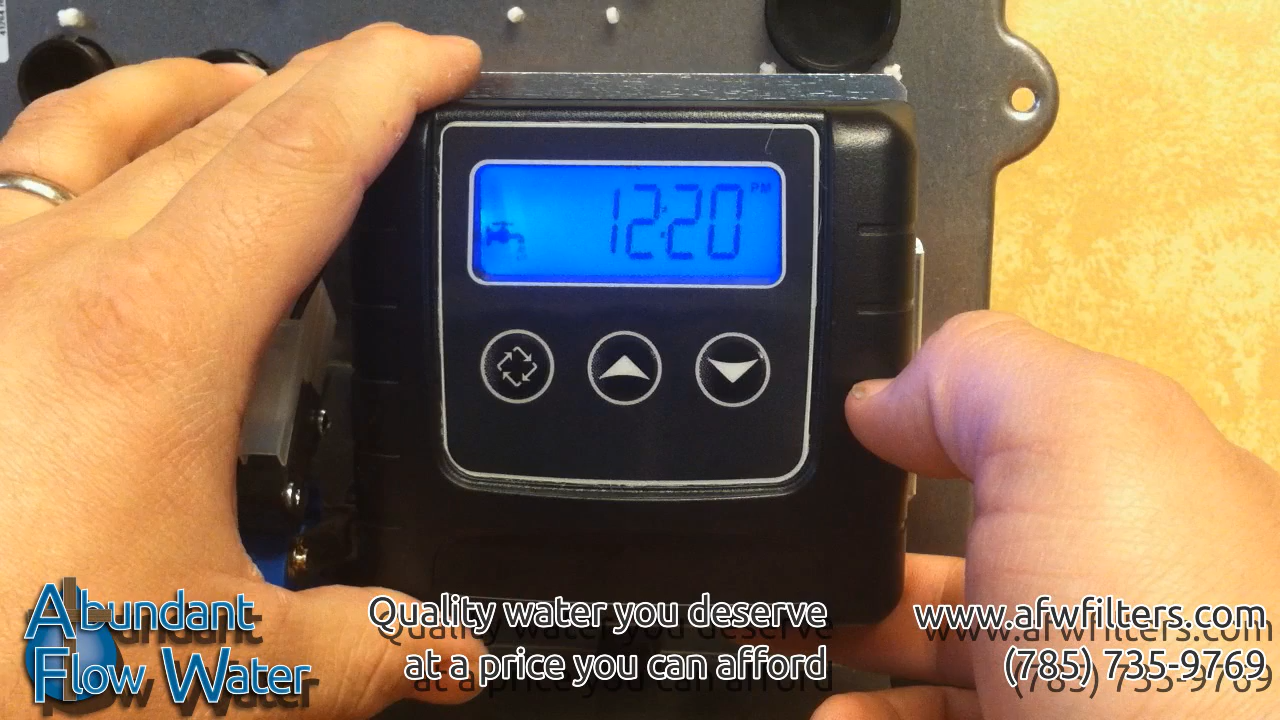 12:20 PM
Abundant
Flow Water
Quality water you deserve
at a price you can afford
www.afwfilters.com
(785) 735-9769